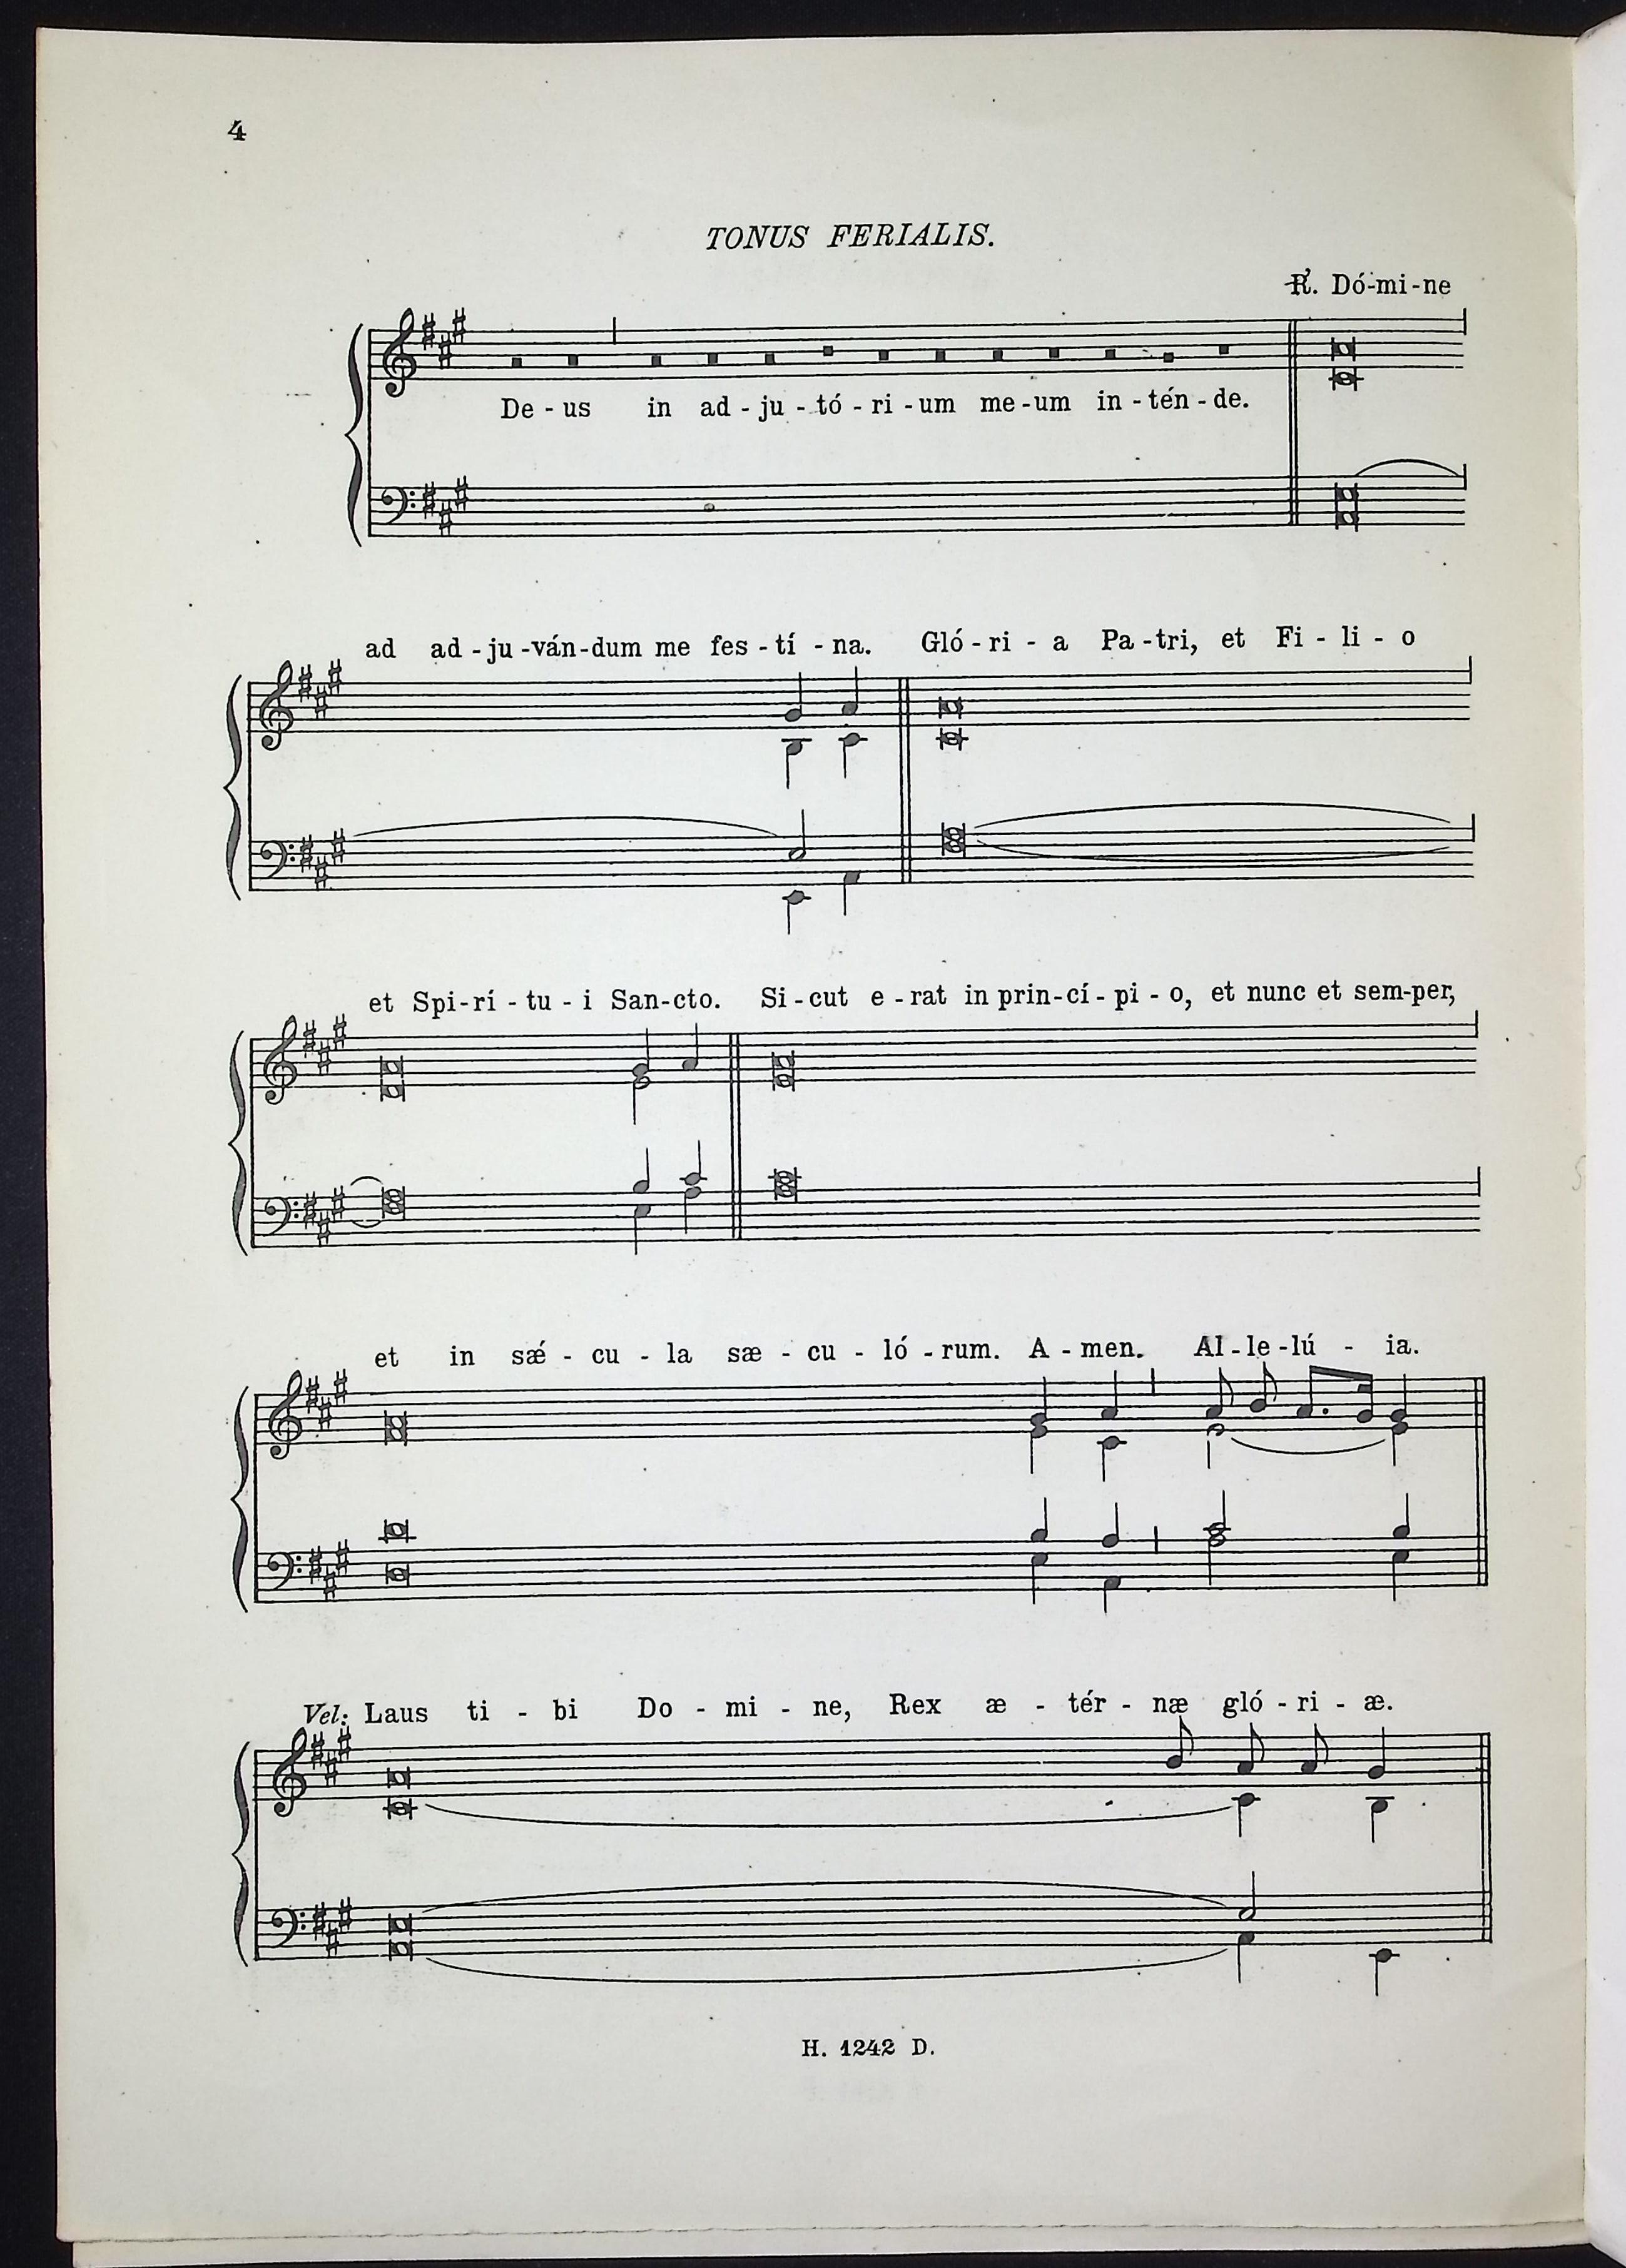 4
TONUS FERIALIS.
℟. Dó-mi-ne
De - us in ad - ju - tó - ri - um me - um in - tén - de.
ad ad - ju - ván - dum me fes - tí - na. Gló - ri - a Pa - tri, et Fi - li - o
et Spi - rí - tu - i San - cto. Si - cut e - rat in prin - cí - pi - o, et nunc et sem - per,
et in sǽ - cu - la sæ - cu - ló - rum. A - men. Al - le - lú - ia.
Vel: Laus ti - bi Do - mi - ne, Rex æ - tér - næ gló - ri - æ.
H. 1242 D.